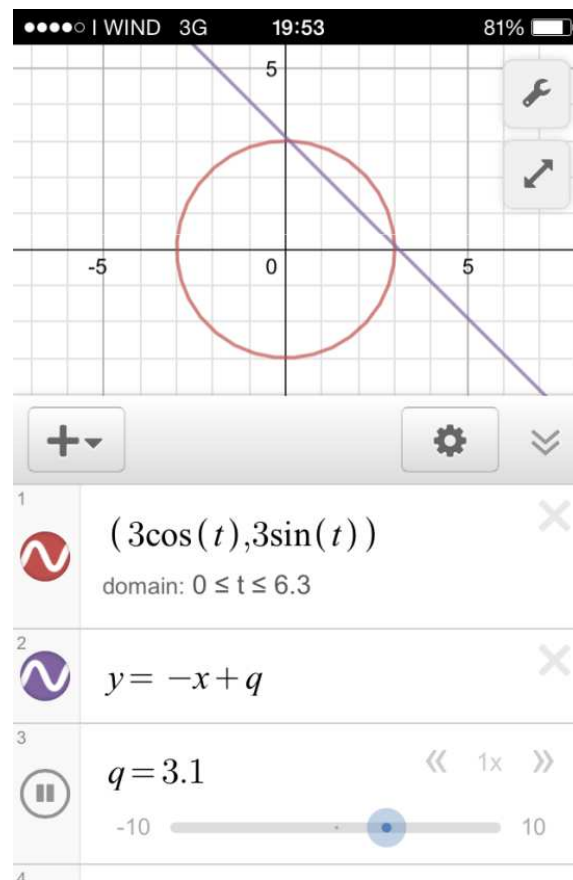 I WIND 3G 19:53 81%
5
-5 0 5
1
(3cos(t),3sin(t))
domain: 0 ≤ t ≤ 6.3
2
y= −x+q
3
q=3.1
1x
-10 10
4